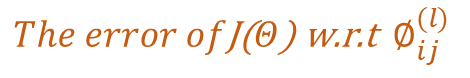 The error of J(Θ) w.r.t ∅_{ij}^{(l)}